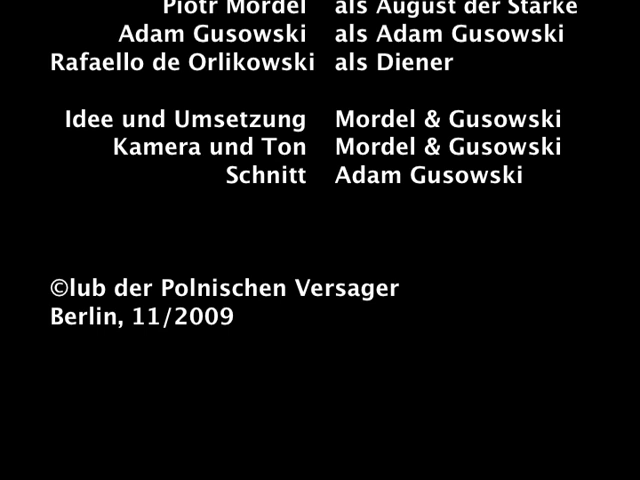 Piotr Mordel als August der Starke
Adam Gusowski als Adam Gusowski
Rafaello de Orlikowski als Diener
Idee und Umsetzung Mordel & Gusowski
Kamera und Ton Mordel & Gusowski
Schnitt Adam Gusowski
©lub der Polnischen Versager
Berlin, 11/2009